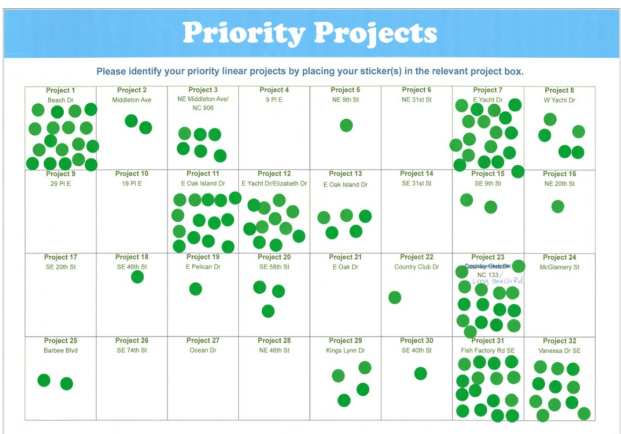 Priority Projects
Please identify your priority linear projects by placing your sticker(s) in the relevant project box.
Project 1
Beach Dr
Project 2
Middleton Ave
Project 3
NE Middleton Ave/
NC 906
Project 4
9 Pl E
Project 5
NE 9th St
Project 6
NE 31st St
Project 7
E Yacht Dr
Project 8
W Yacht Dr
Project 9
29 Pl E
Project 10
19 Pl E
Project 11
E Oak Island Dr
Project 12
E Yacht Dr/Elizabeth Dr
Project 13
E Oak Island Dr
Project 14
SE 31st St
Project 15
SE 9th St
Project 16
NE 20th St
Project 17
SE 20th St
Project 18
SE 46th St
Project 19
E Pelican Dr
Project 20
SE 58th St
Project 21
E Oak Dr
Project 22
Country Club Dr
Project 23
Country Club Dr
NC 133/
Long Beach Rd
Project 24
McGlamery St
Project 25
Barbee Blvd
Project 26
SE 74th St
Project 27
Ocean Dr
Project 28
NE 46th St
Project 29
Kings Lynn Dr
Project 30
SE 40th St
Project 31
Fish Factory Rd SE
Project 32
Vanessa Dr SE